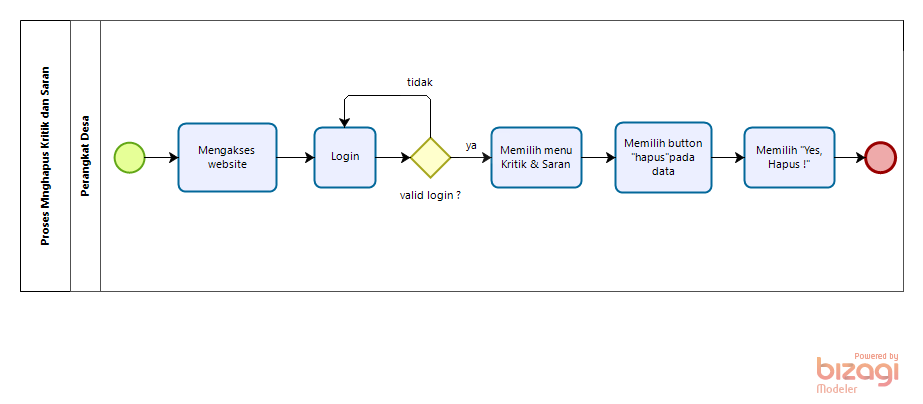 Proses Mnghapus Kritik dan Saran
Perangkat Desa
Mengakses
website
Login
tidak
valid login ?
ya
Memilih menu
Kritik & Saran
Memilih button
"hapus"pada
data
Memilih "Yes,
Hapus !"
Powered by
bizagi
Modeler